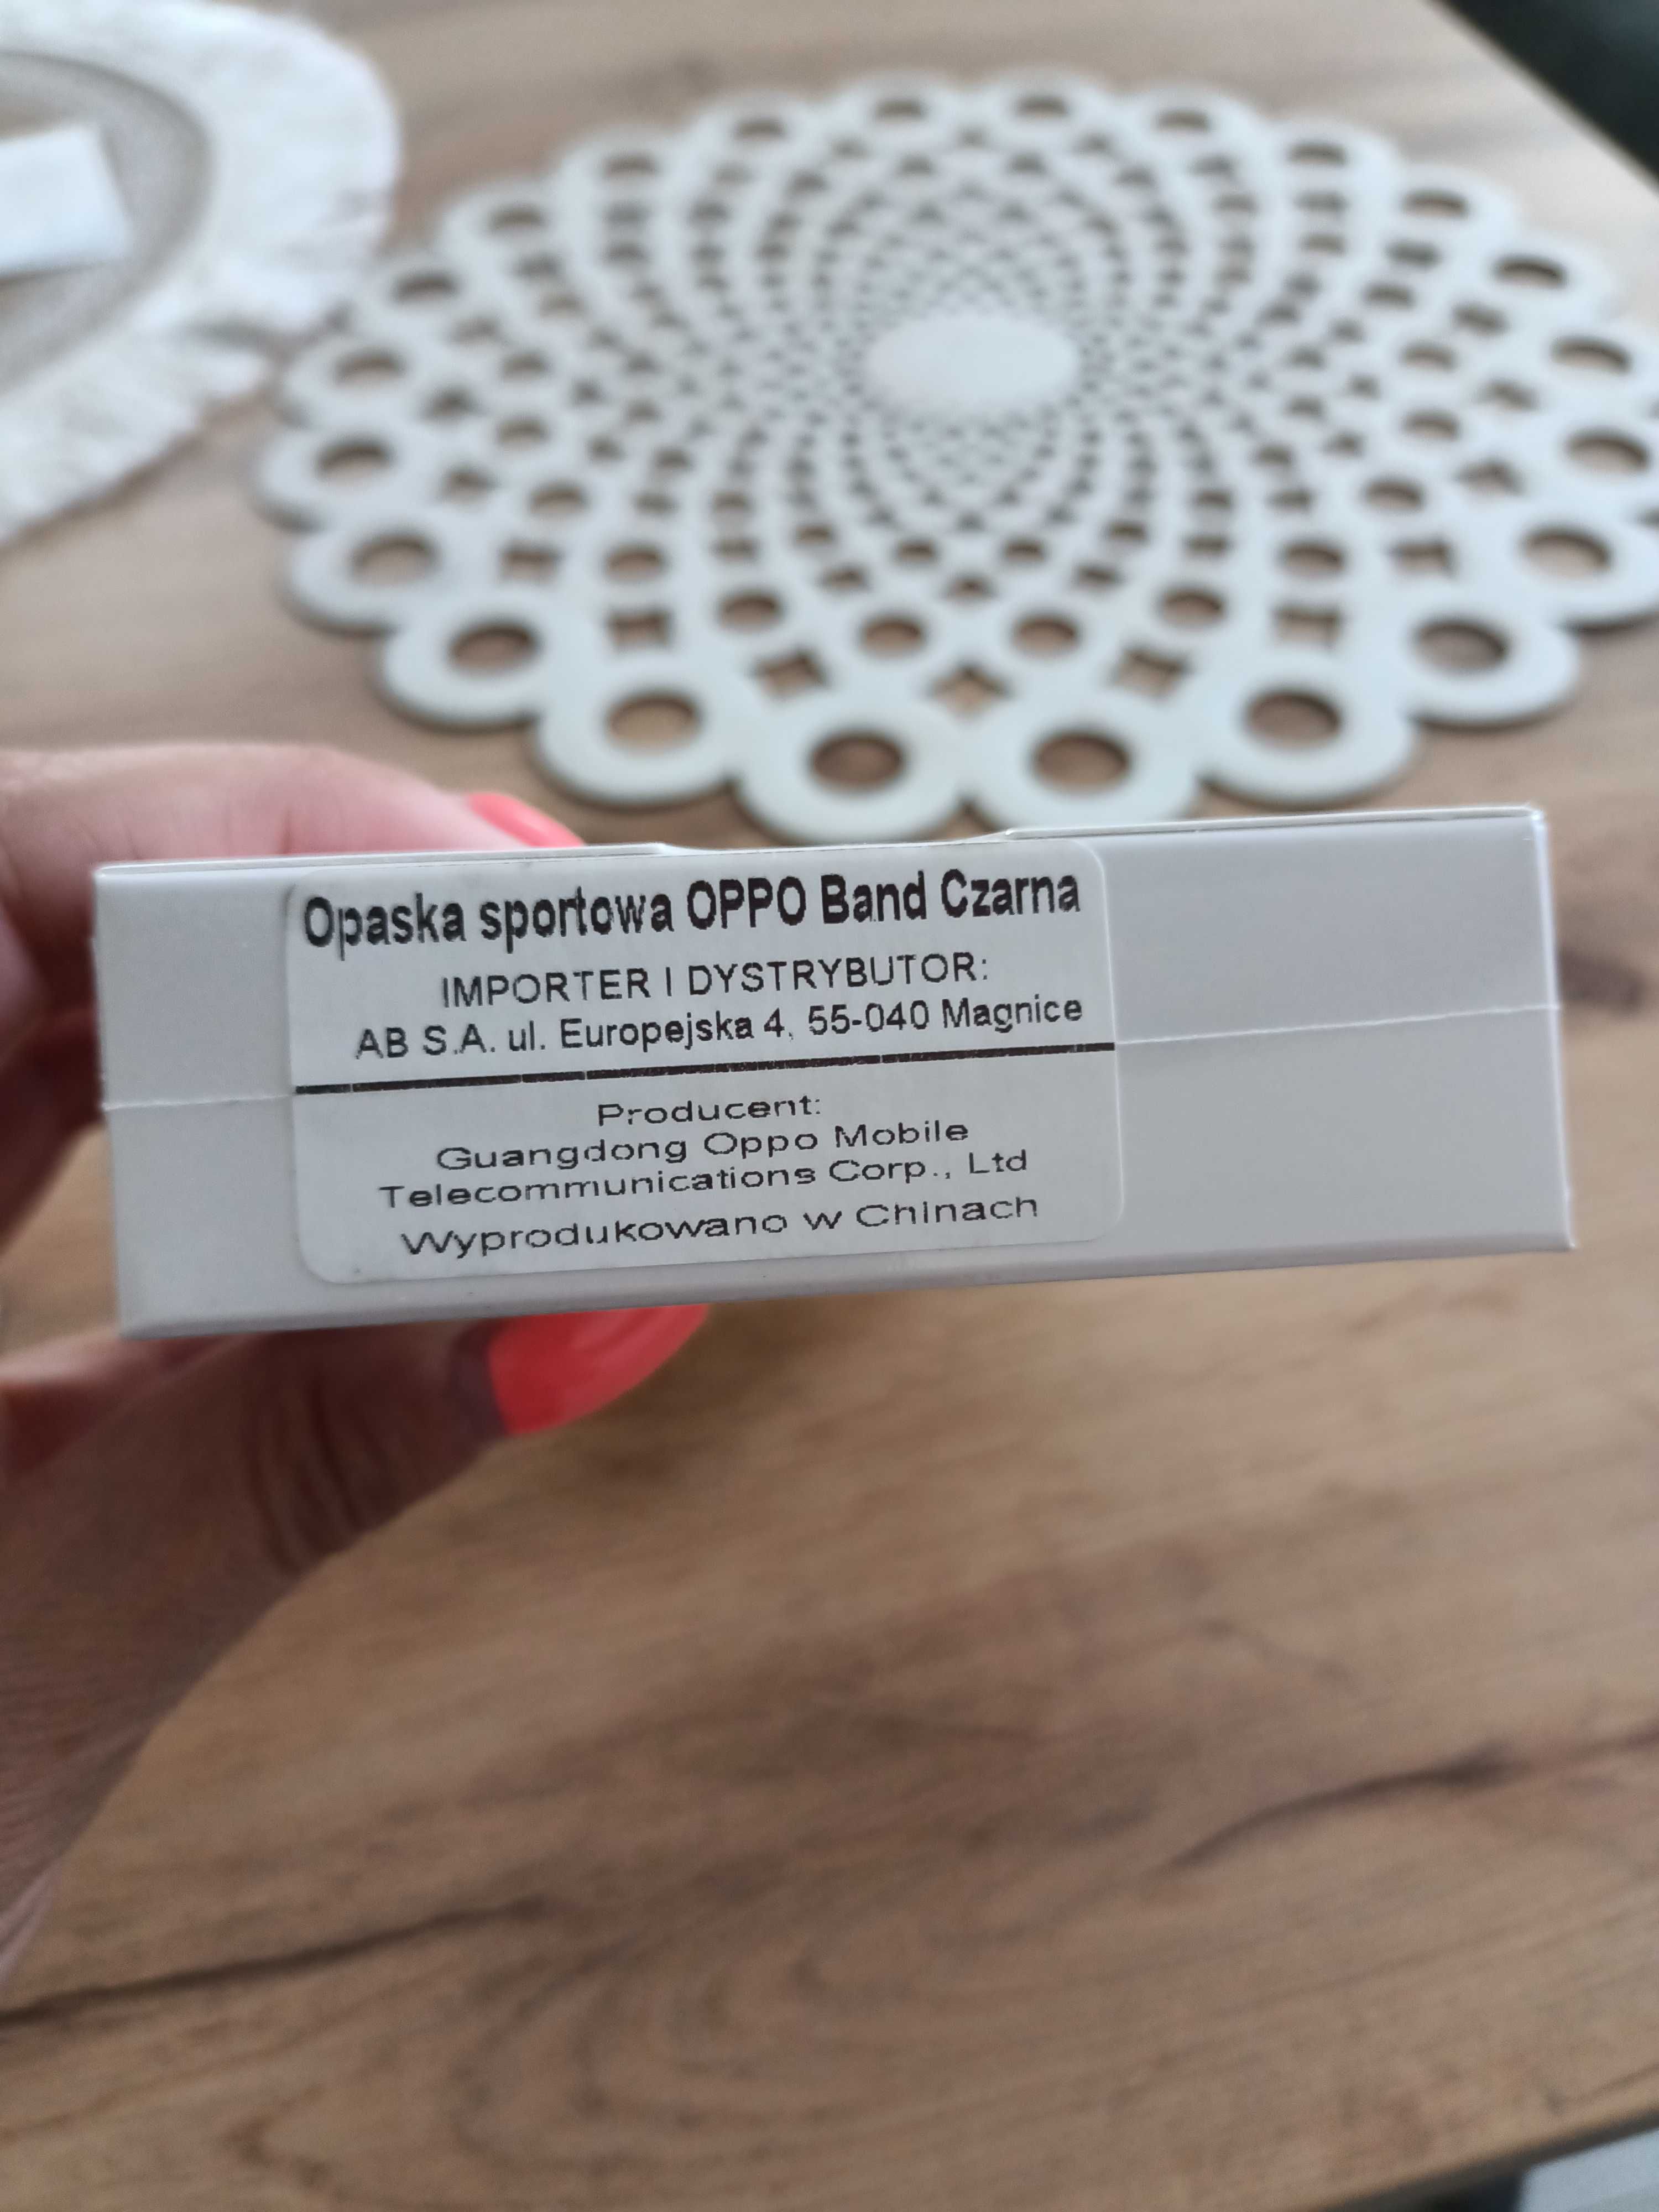 Opaska sportowa OPPO Band Czarna
IMPORTER I DYSTRYBUTOR:
AB S.A. ul. Europejska 4, 55-040 Magnice
Producent:
Guangdong Oppo Mobile
Telecommunications Corp., Ltd
Wyprodukowano w Chinach